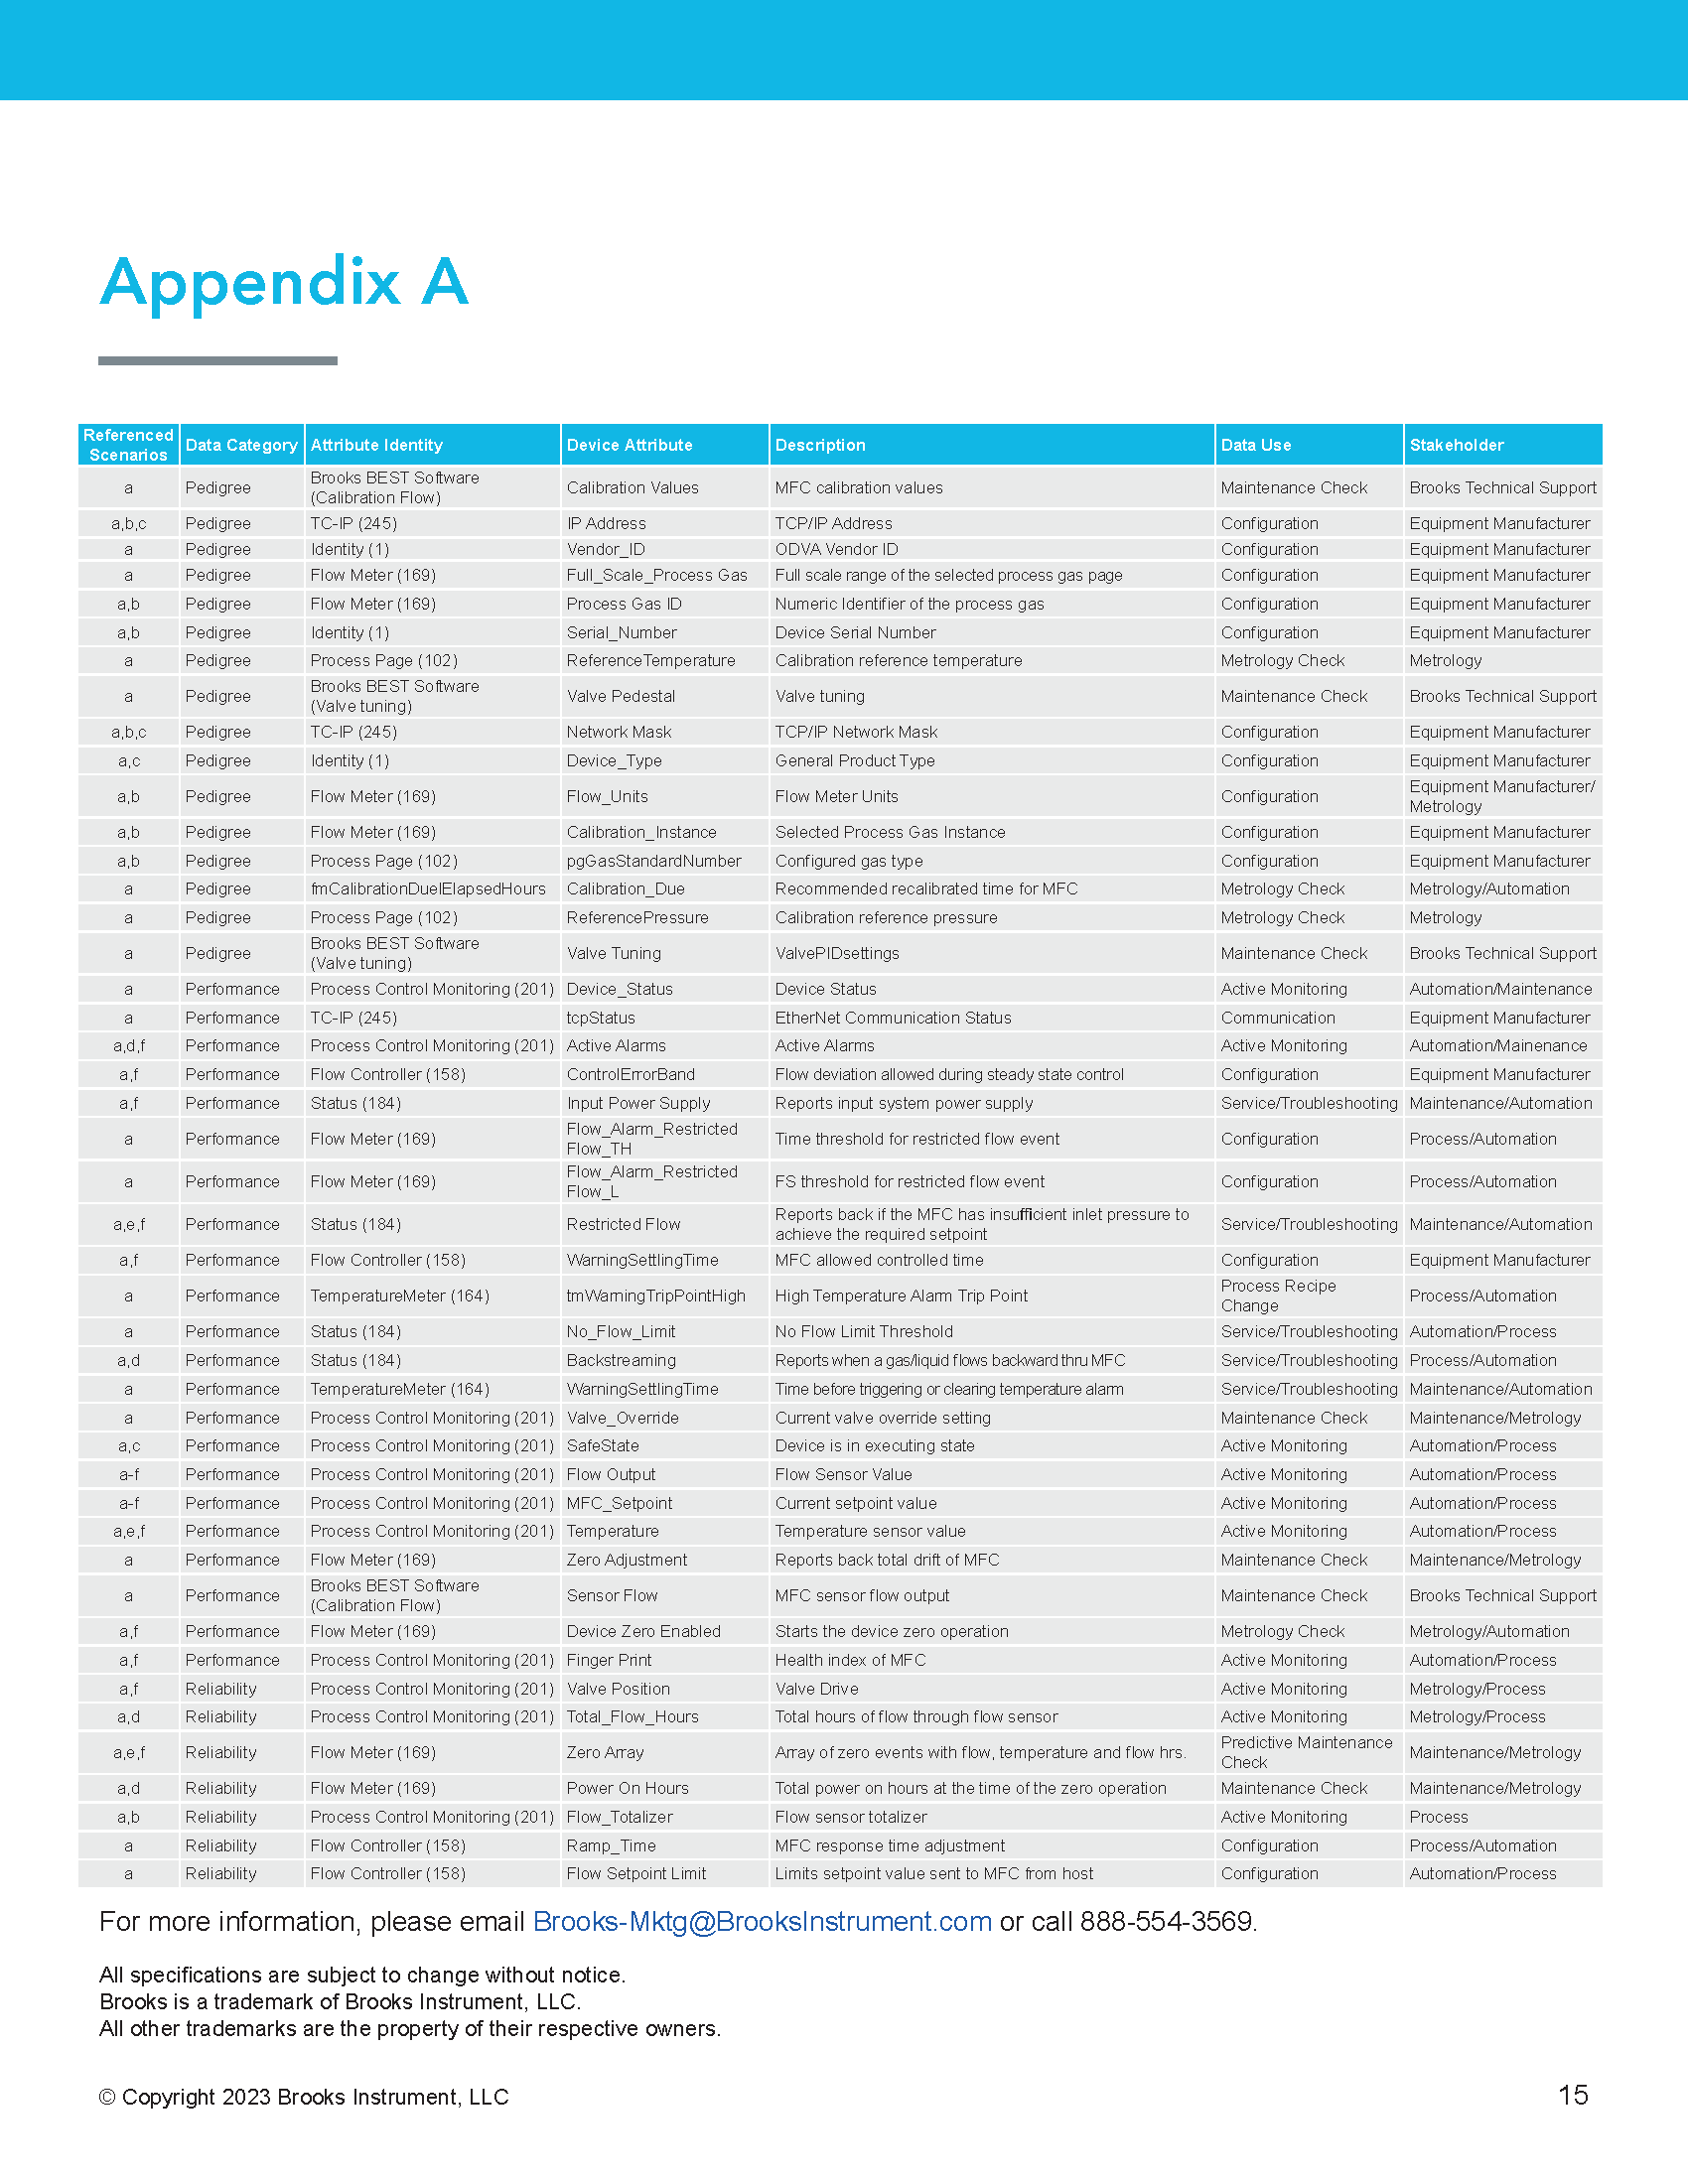 Appendix A
Referenced Scenarios Data Category Attribute Identity Device Attribute Description Data Use Stakeholder
a Pedigree Brooks BEST Software (Calibration Flow) Calibration Values MFC calibration values Maintenance Check Brooks Technical Support
a,b,c Pedigree TC-IP (245) IP Address TCP/IP Address Configuration Equipment Manufacturer
a Pedigree Identity (1) Vendor_ID ODVA Vendor ID Configuration Equipment Manufacturer
a Pedigree Flow Meter (169) Full_Scale_Process Gas Full scale range of the selected process gas page Configuration Equipment Manufacturer
a,b Pedigree Flow Meter (169) Process Gas ID Numeric Identifier of the process gas Configuration Equipment Manufacturer
a,b Pedigree Identity (1) Serial_Number Device Serial Number Configuration Equipment Manufacturer
a Pedigree Process Page (102) ReferenceTemperature Calibration reference temperature Metrology Check Metrology
a Pedigree Brooks BEST Software (Valve tuning) Valve Pedestal Valve tuning Maintenance Check Brooks Technical Support
a,b,c Pedigree TC-IP (245) Network Mask TCP/IP Network Mask Configuration Equipment Manufacturer
a,c Pedigree Identity (1) Device_Type General Product Type Configuration Equipment Manufacturer
a,b Pedigree Flow Meter (169) Flow_Units Flow Meter Units Configuration Equipment Manufacturer/ Metrology
a,b Pedigree Flow Meter (169) Calibration_Instance Selected Process Gas Instance Configuration Equipment Manufacturer
a,b Pedigree Process Page (102) pgGasStandardNumber Configured gas type Configuration Equipment Manufacturer
a Pedigree fmCalibrationDuelElapsedHours Calibration_Due Recommended recalibrated time for MFC Metrology Check Metrology/Automation
a Pedigree Process Page (102) ReferencePressure Calibration reference pressure Metrology Check Metrology
a Pedigree Brooks BEST Software (Valve tuning) Valve Tuning ValvePIDsettings Maintenance Check Brooks Technical Support
a Performance Process Control Monitoring (201) Device_Status Device Status Active Monitoring Automation/Maintenance
a Performance TC-IP (245) tcpStatus EtherNet Communication Status Communication Equipment Manufacturer
a,d,f Performance Process Control Monitoring (201) Active Alarms Active Alarms Active Monitoring Automation/Mainenance
a,f Performance Flow Controller (158) ControlErrorBand Flow deviation allowed during steady state control Configuration Equipment Manufacturer
a,f Performance Status (184) Input Power Supply Reports input system power supply Service/Troubleshooting Maintenance/Automation
a Performance Flow Meter (169) Flow_Alarm_Restricted Flow_TH Time threshold for restricted flow event Configuration Process/Automation
a Performance Flow Meter (169) Flow_Alarm_Restricted Flow_L FS threshold for restricted flow event Configuration Process/Automation
a,e,f Performance Status (184) Restricted Flow Reports back if the MFC has insufficient inlet pressure to achieve the required setpoint Service/Troubleshooting Maintenance/Automation
a,f Performance Flow Controller (158) WarningSettlingTime MFC allowed controlled time Configuration Equipment Manufacturer
a Performance TemperatureMeter (164) tmWarningTripPointHigh High Temperature Alarm Trip Point Process Recipe Change Process/Automation
a Performance Status (184) No_Flow_Limit No Flow Limit Threshold Service/Troubleshooting Automation/Process
a,d Performance Status (184) Backstreaming Reports when a gas/liquid flows backward thru MFC Service/Troubleshooting Process/Automation
a Performance TemperatureMeter (164) WarningSettlingTime Time before triggering or clearing temperature alarm Service/Troubleshooting Maintenance/Automation
a Performance Process Control Monitoring (201) Valve_Override Current valve override setting Maintenance Check Maintenance/Metrology
a,c Performance Process Control Monitoring (201) SafeState Device is in executing state Active Monitoring Automation/Process
a-f Performance Process Control Monitoring (201) Flow Output Flow Sensor Value Active Monitoring Automation/Process
a-f Performance Process Control Monitoring (201) MFC_Setpoint Current setpoint value Active Monitoring Automation/Process
a,e,f Performance Process Control Monitoring (201) Temperature Temperature sensor value Active Monitoring Automation/Process
a Performance Flow Meter (169) Zero Adjustment Reports back total drift of MFC Maintenance Check Maintenance/Metrology
a Performance Brooks BEST Software (Calibration Flow) Sensor Flow MFC sensor flow output Maintenance Check Brooks Technical Support
a,f Performance Flow Meter (169) Device Zero Enabled Starts the device zero operation Metrology Check Metrology/Automation
a,f Performance Process Control Monitoring (201) Finger Print Health index of MFC Active Monitoring Automation/Process
a,f Reliability Process Control Monitoring (201) Valve Position Valve Drive Active Monitoring Metrology/Process
a,d Reliability Process Control Monitoring (201) Total_Flow_Hours Total hours of flow through flow sensor Active Monitoring Metrology/Process
a,e,f Reliability Flow Meter (169) Zero Array Array of zero events with flow, temperature and flow hrs. Predictive Maintenance Check Maintenance/Metrology
a,d Reliability Flow Meter (169) Power On Hours Total power on hours at the time of the zero operation Maintenance Check Maintenance/Metrology
a,b Reliability Process Control Monitoring (201) Flow_Totalizer Flow sensor totalizer Active Monitoring Process
a Reliability Flow Controller (158) Ramp_Time MFC response time adjustment Configuration Process/Automation
a Reliability Flow Controller (158) Flow Setpoint Limit Limits setpoint value sent to MFC from host Configuration Automation/Process
For more information, please email Brooks-Mktg@BrooksInstrument.com or call 888-554-3569.
All specifications are subject to change without notice.
Brooks is a trademark of Brooks Instrument, LLC.
All other trademarks are the property of their respective owners.
© Copyright 2023 Brooks Instrument, LLC
15